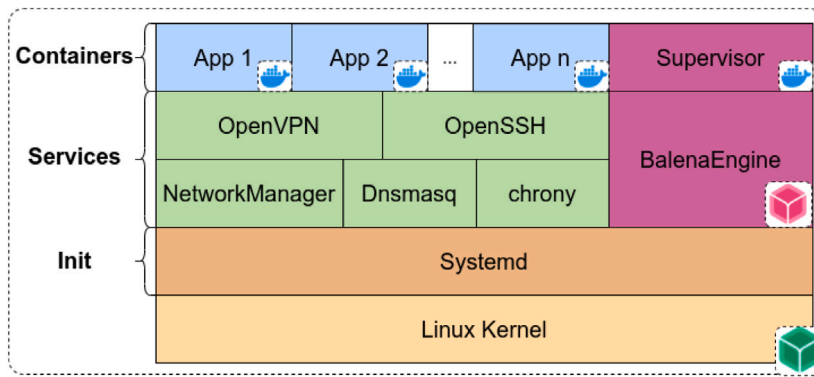 Containers
App 1
App 2
...
App n
Supervisor
Services
OpenVPN
OpenSSH
BalenaEngine
NetworkManager
Dnsmasq
chrony
Init
Systemd
Linux Kernel